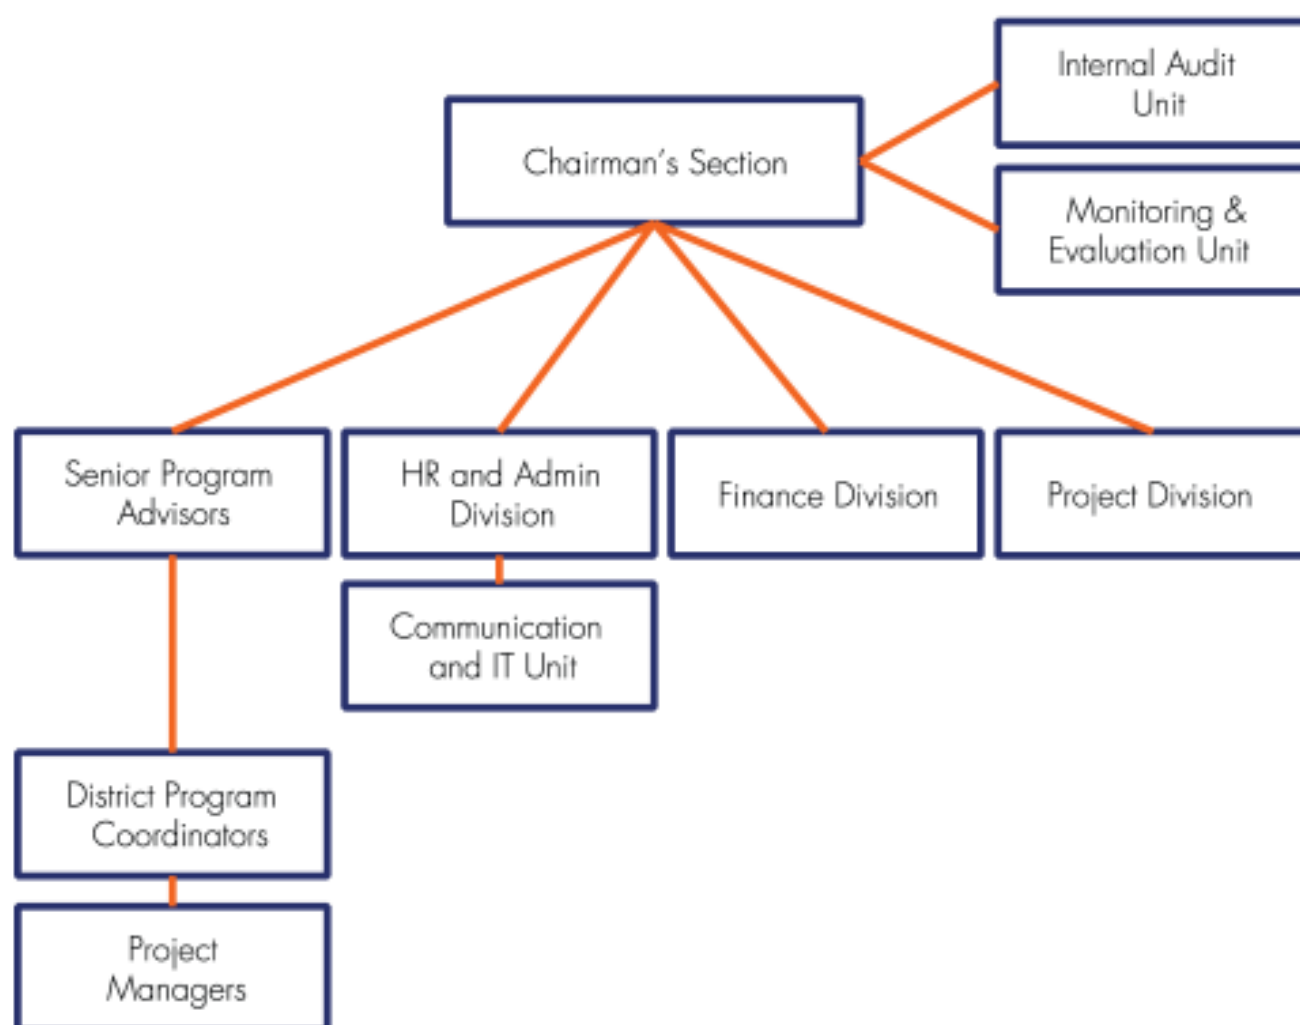 Internal Audit
Unit
Chairman's Section
Monitoring &
Evaluation Unit
Senior Program
Advisors
HR and Admin
Division
Finance Division
Project Division
Communication
and IT Unit
District Program
Coordinators
Project
Managers